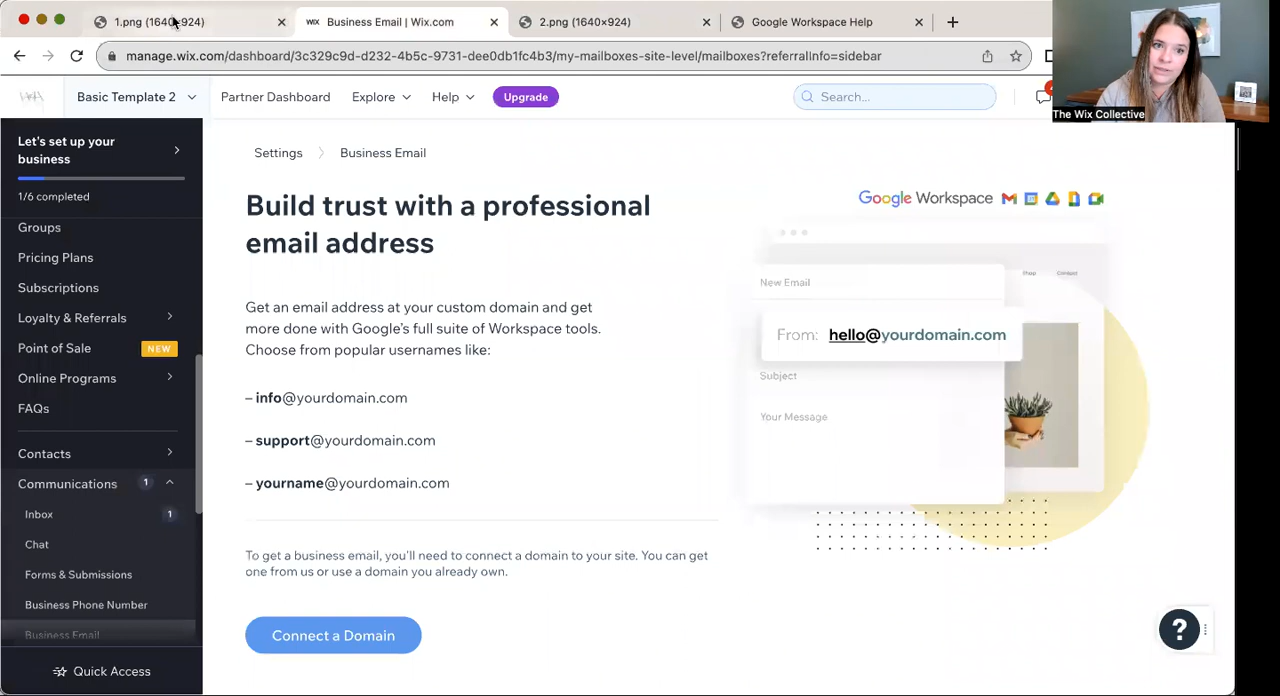 1.png (1640×924)
WiX Business Email | Wix.com
2.png (1640×924)
Google Workspace Help
manage.wix.com/dashboard/3c329c9d-d232-4b5c-9731-dee0db1fc4b3/my-mailboxes-site-level/mailboxes?referralInfo=sidebar
The Wix Collective
WIX
Basic Template 2
Partner Dashboard
Explore
Help
Upgrade
Search...
Let's set up your
business
1/6 completed
Groups
Pricing Plans
Subscriptions
Loyalty & Referrals
Point of Sale
NEW
Online Programs
FAQs
Contacts
Communications
1
Inbox
1
Chat
Forms & Submissions
Business Phone Number
Business Email
Quick Access
Settings
Business Email
Build trust with a professional
email address
Get an email address at your custom domain and get
more done with Google's full suite of Workspace tools.
Choose from popular usernames like:
– info@yourdomain.com
– support@yourdomain.com
– yourname@yourdomain.com
To get a business email, you'll need to connect a domain to your site. You can get
one from us or use a domain you already own.
Connect a Domain
Google Workspace
Shop
Contact
New Email
From: hello@yourdomain.com
Subject
Your Message
?